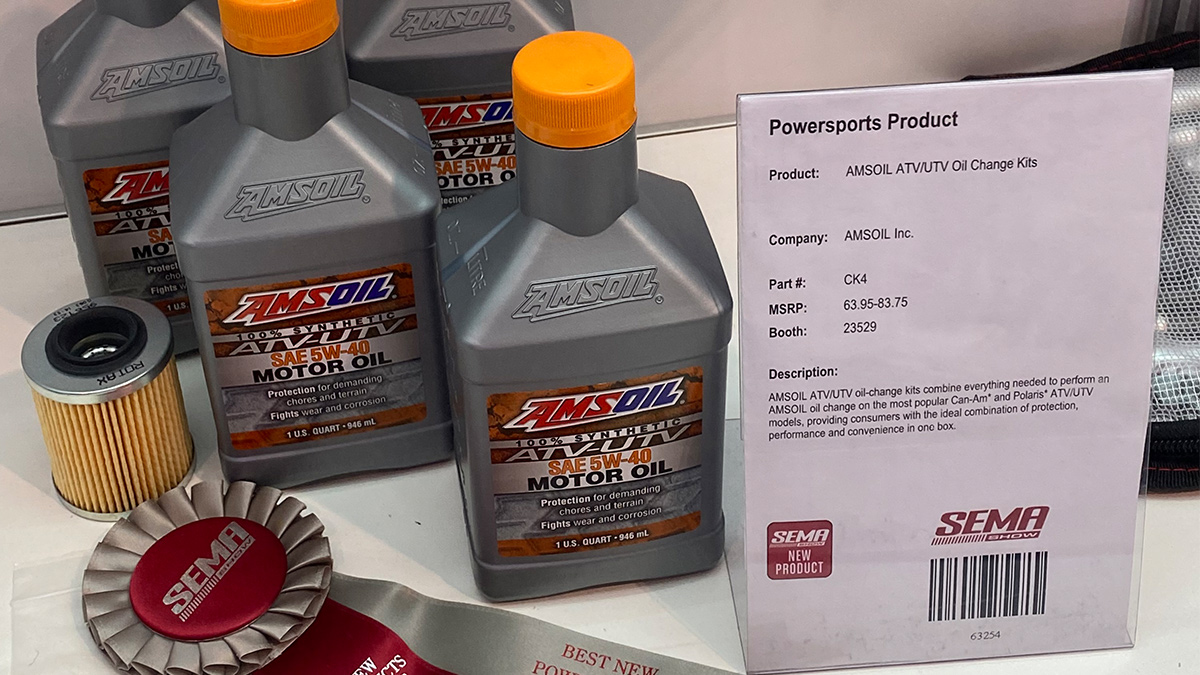 AMSOIL
AMSOIL
AMSOIL
AMSOIL
100% SYNTHETIC
ATV-UTV
SAE 5W-40
MOTOR OIL
Protection for demanding
chores and terrain
Fights wear and corrosion
1 U.S. QUART • 946 mL
AMSOIL
AMSOIL
100% SYNTHETIC
ATV-UTV
SAE 5W-40
MOTOR OIL
Protection for demanding
chores and terrain
Fights wear and corrosion
1 U.S. QUART • 946 mL
ROTAX
SEMA
SHOW
BEST NEW
Powersports Product
Product: AMSOIL ATV/UTV Oil Change Kits
Company: AMSOIL Inc.
Part #: CK4
MSRP: 63.95-83.75
Booth: 23529
Description:
AMSOIL ATV/UTV oil-change kits combine everything needed to perform an
AMSOIL oil change on the most popular Can-Am* and Polaris* ATV/UTV
models, providing consumers with the ideal combination of protection,
performance and convenience in one box.
SEMA
SHOW
NEW
PRODUCT
SEMA
SHOW
63254